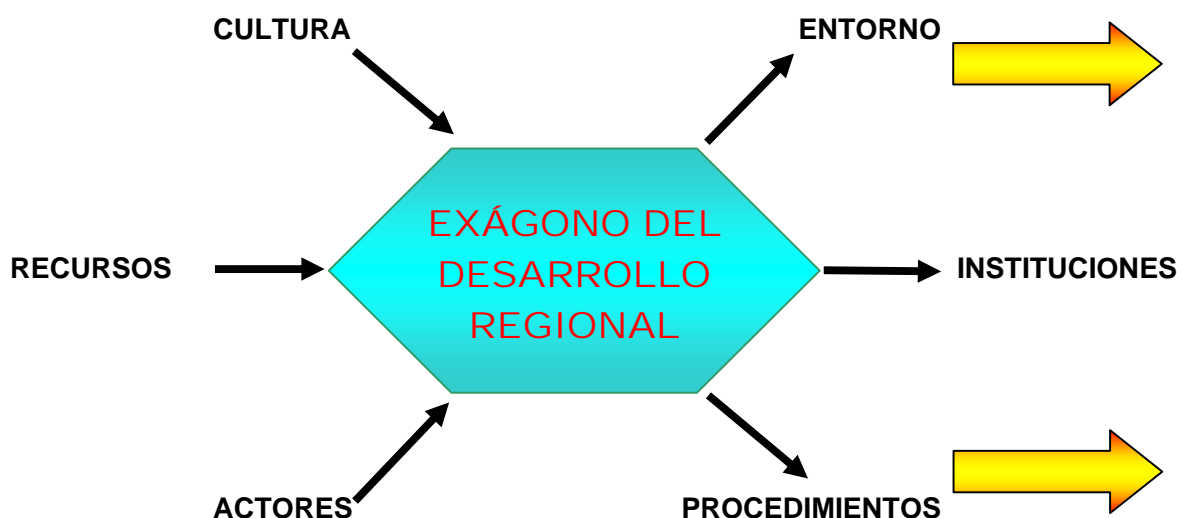 CULTURA
ENTORNO
EXÁGONO DEL
DESARROLLO
REGIONAL
RECURSOS
INSTITUCIONES
ACTORES
PROCEDIMIENTOS